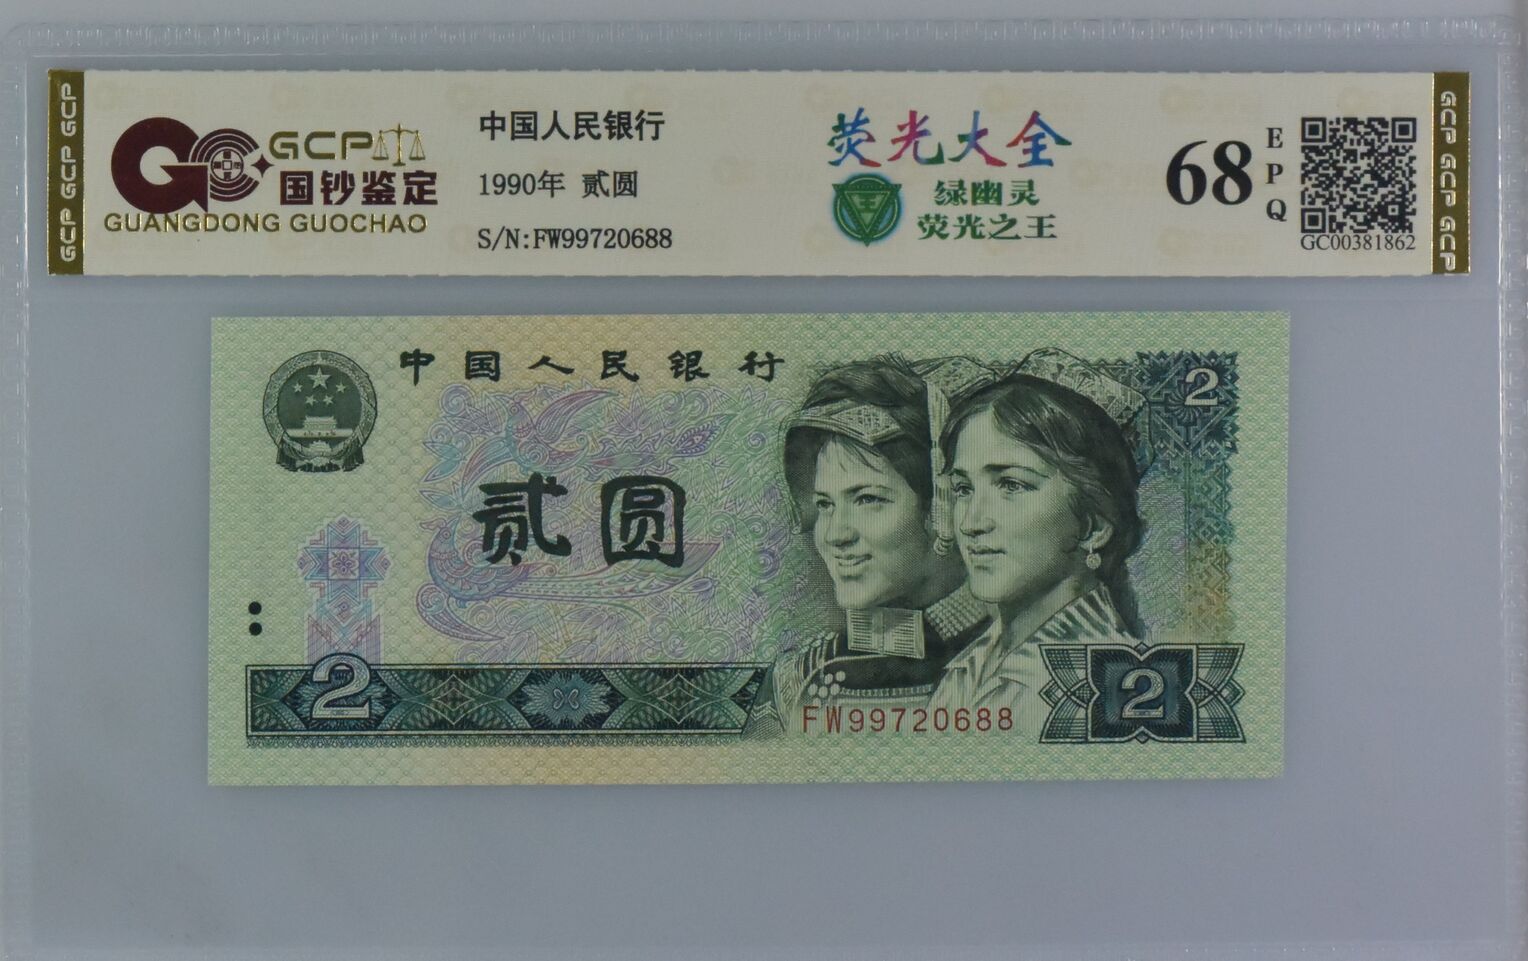 GCP GCP GCP
GCP
国钞鉴定
GUANGDONG GUOCHAO
中国人民银行
1990年 贰圆
S/N:FW99720688
荧光大全
王
绿幽灵
荧光之王
68
EPQ
GC00381862
GCP GCP GCP
中国人民银行
2
贰圆
2
FW99720688
2